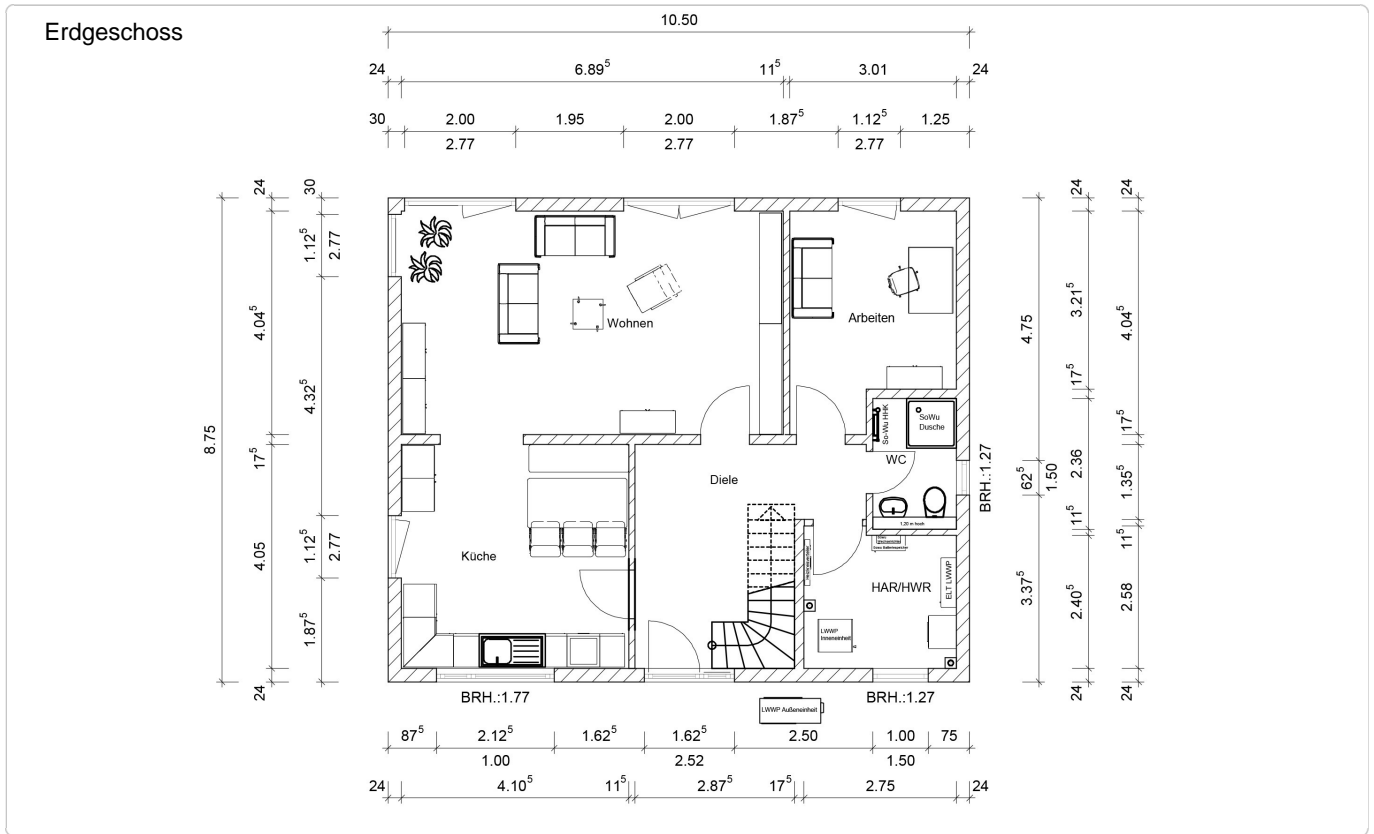 Erdgeschoss
10.50
24 6.89⁵ 11⁵ 3.01 24
30 2.00 1.95 2.00 1.87⁵ 1.12⁵ 1.25
2.77 2.77 2.77
8.75
24
4.04⁵
17⁵
4.05
24
30
1.12⁵
2.77
4.32⁵
1.12⁵
2.77
1.87⁵
Wohnen
Arbeiten
So-Wu HHK
SoWu
Dusche
WC
1,20 m hoch
Diele
Küche
HAR/HWR
ELT LWWP
LWWP
Inneneinheit
LWWP Außeneinheit
BRH.:1.27
4.75
62⁵
1.50
3.37⁵
24
3.21⁵
17⁵
2.36
11⁵
2.40⁵
24
24
4.04⁵
17⁵
1.35⁵
11⁵
2.58
24
BRH.:1.77
BRH.:1.27
87⁵ 2.12⁵ 1.62⁵ 1.62⁵ 2.50 1.00 75
1.00 2.52 1.50
24 4.10⁵ 11⁵ 2.87⁵ 17⁵ 2.75 24